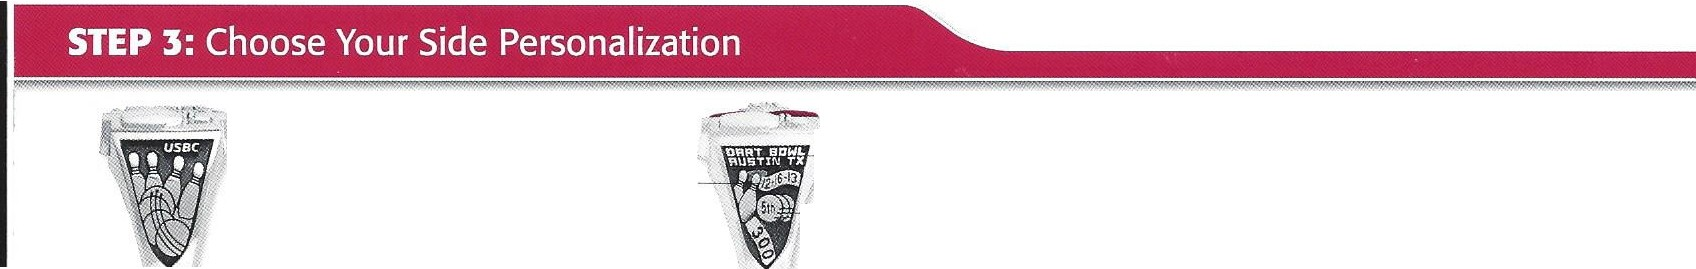 STEP 3: Choose Your Side Personalization
USBC
DART BOWL
AUSTIN TX
12-16-13
5th
300